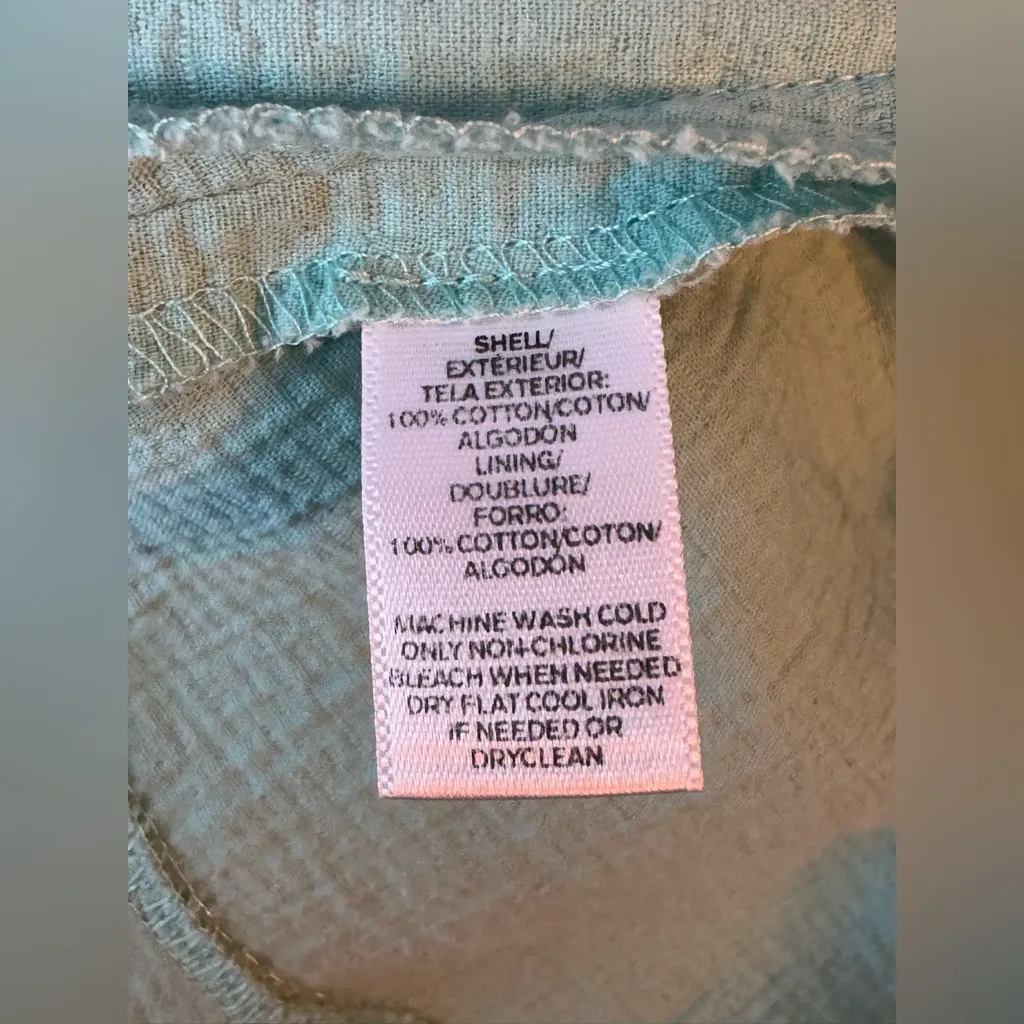 SHELL/
EXTÉRIEUR/
TELA EXTERIOR:
100% COTTON/COTON/
ALGODÓN
LINING/
DOUBLURE/
FORRO:
100% COTTON/COTON/
ALGODÓN
MACHINE WASH COLD
ONLY NON-CHLORINE
BLEACH WHEN NEEDED
DRY FLAT COOL IRON
IF NEEDED OR
DRYCLEAN